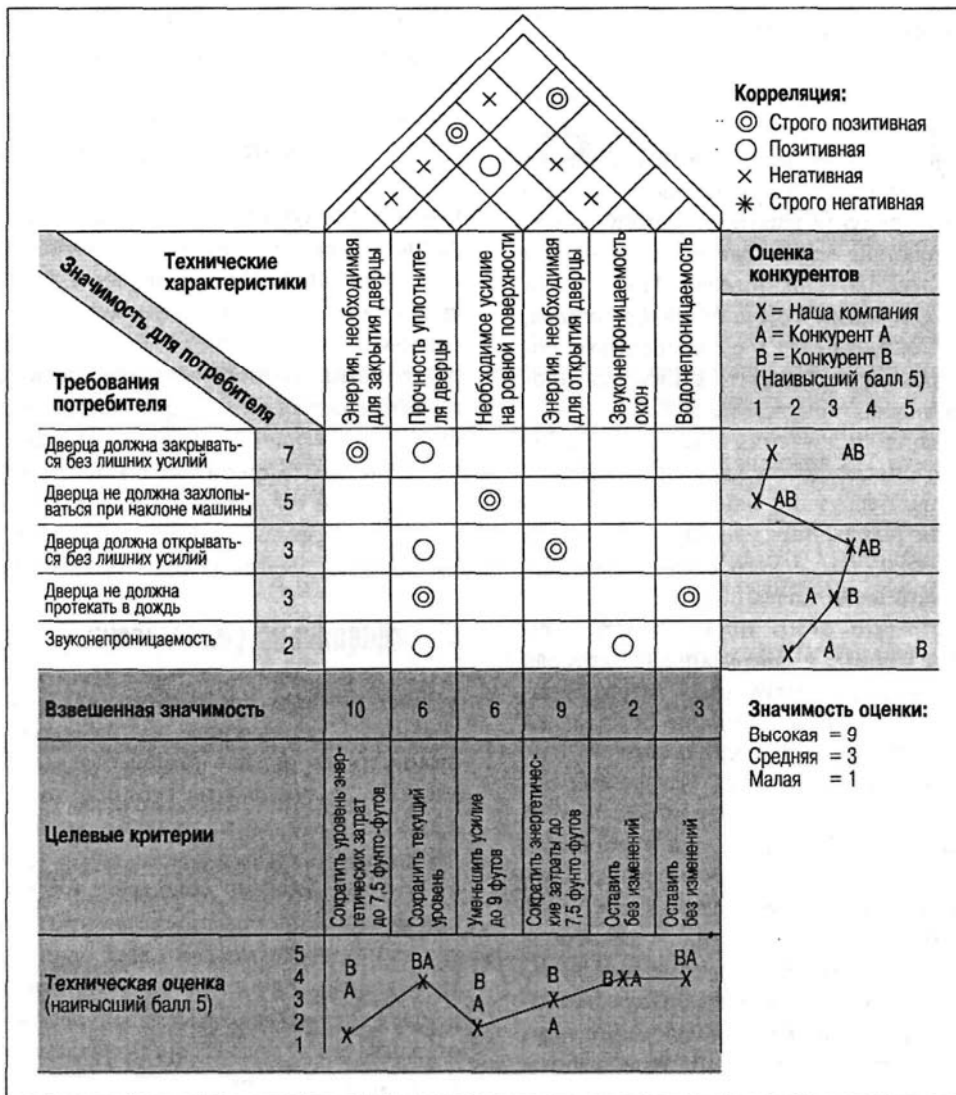 Корреляция:
◎ Строго позитивная
○ Позитивная
× Негативная
✳ Строго негативная
Значимость для потребителя
Технические
характеристики
Требования
потребителя
Энергия, необходимая
для закрытия дверцы
Прочность уплотните-
ля дверцы
Необходимое усилие
на ровной поверхности
Энергия, необходимая
для открытия дверцы
Звуконепроницаемость
окон
Водонепроницаемость
Оценка
конкурентов
X = Наша компания
A = Конкурент A
B = Конкурент B
(Наивысший балл 5)
1 2 3 4 5
Дверца должна закрывать-
ся без лишних усилий
7
X AB
Дверца не должна захлопы-
ваться при наклоне машины
5
X AB
Дверца должна открывать-
ся без лишних усилий
3
X AB
Дверца не должна
протекать в дождь
3
A X B
Звуконепроницаемость
2
X A B
Взвешенная значимость
10 6 6 9 2 3
Значимость оценки:
Высокая = 9
Средняя = 3
Малая = 1
Целевые критерии
Сократить уровень энер-
гетических затрат
до 7,5 фунто-футов
Сохранить текущий
уровень
Уменьшить усилие
до 9 футов
Сократить энергетичес-
кие затраты до
7,5 фунто-футов
Оставить
без изменений
Оставить
без изменений
Техническая оценка
(наивысший балл 5)
5
4
3
2
1
B
A
X
BA
X
B
A
X
B
X
A
B X A
BA
X